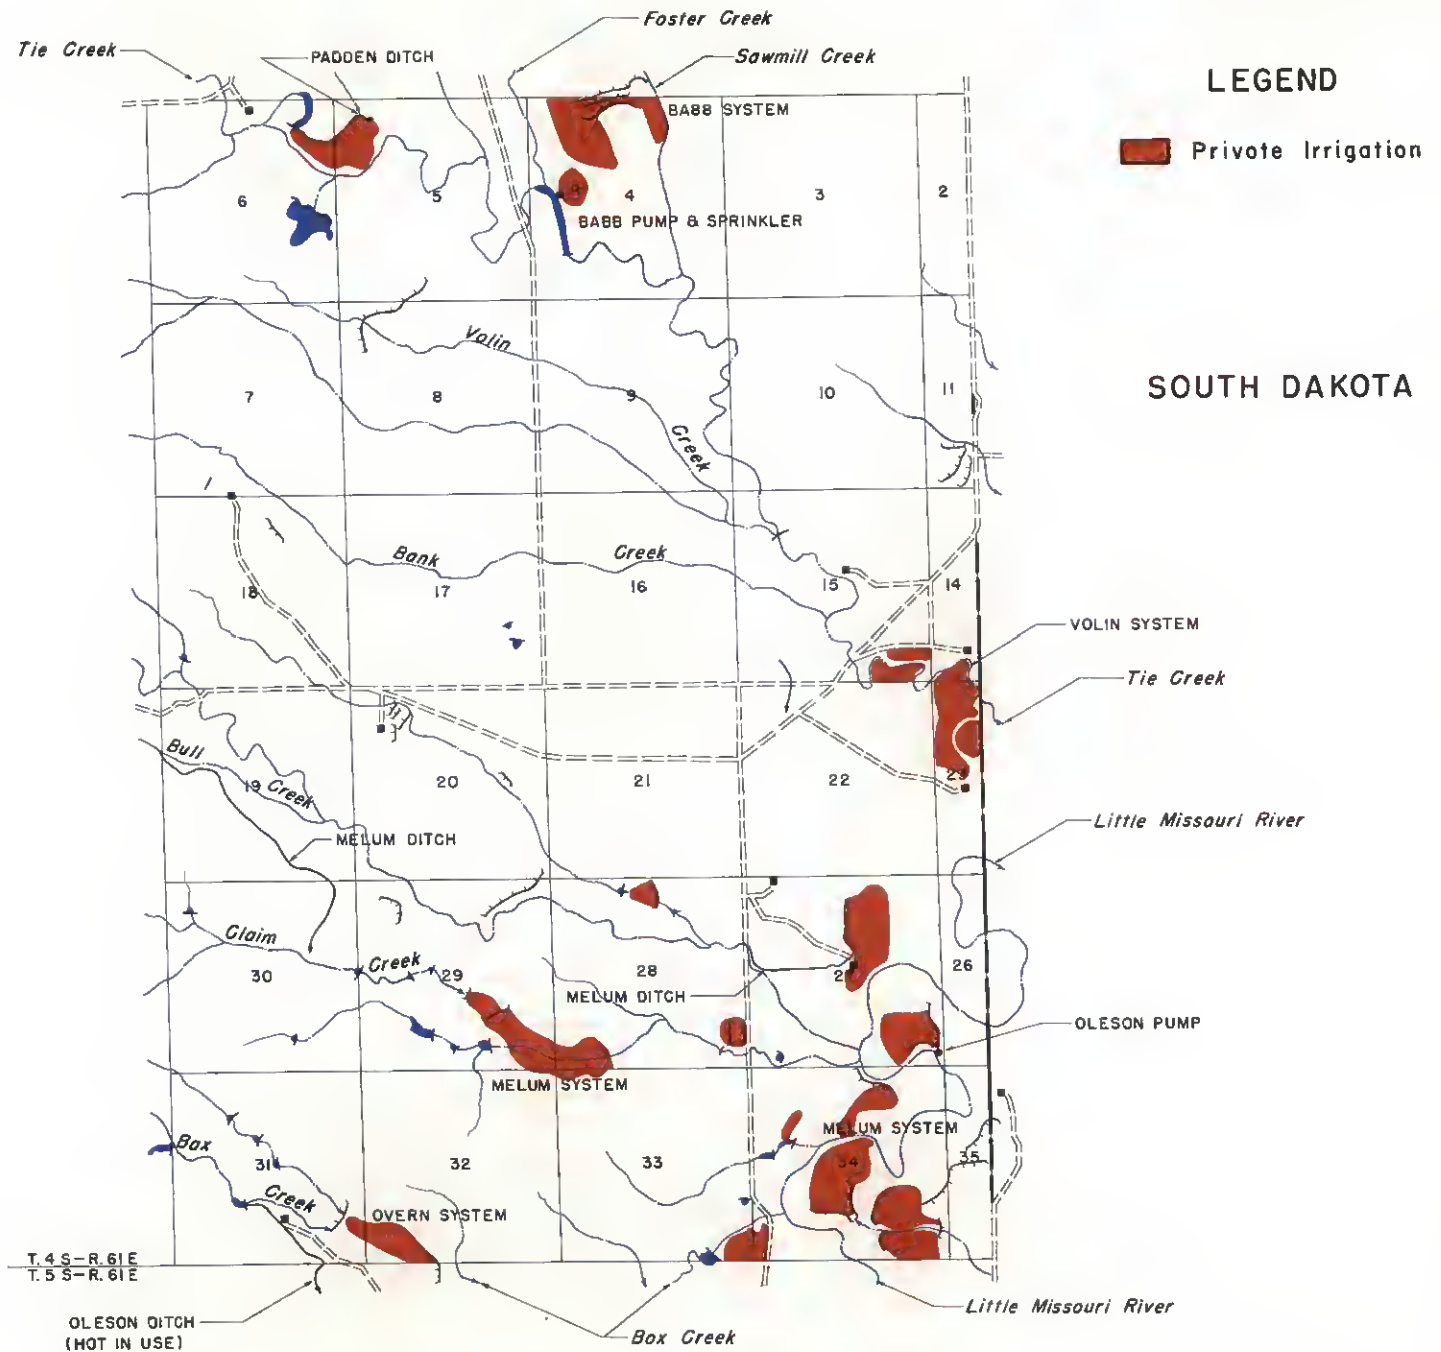 Foster Creek
Tie Creek
PADDEN DITCH
Sawmill Creek
LEGEND
BABB SYSTEM
Private Irrigation
6
5
4
3
2
BABB PUMP & SPRINKLER
Volin
SOUTH DAKOTA
7
8
9
10
11
Creek
1
Bank
Creek
18
17
16
15
14
VOLIN SYSTEM
Tie Creek
Bull
19
Creek
20
21
22
23
Little Missouri River
MELUM DITCH
Claim
Creek
30
29
28
26
MELUM DITCH
OLESON PUMP
MELUM SYSTEM
MELUM SYSTEM
Box
31
32
33
34
35
Creek
OVERN SYSTEM
T. 4 S-R. 61 E
T. 5 S-R. 61 E
Little Missouri River
OLESON DITCH
(NOT IN USE)
Box Creek